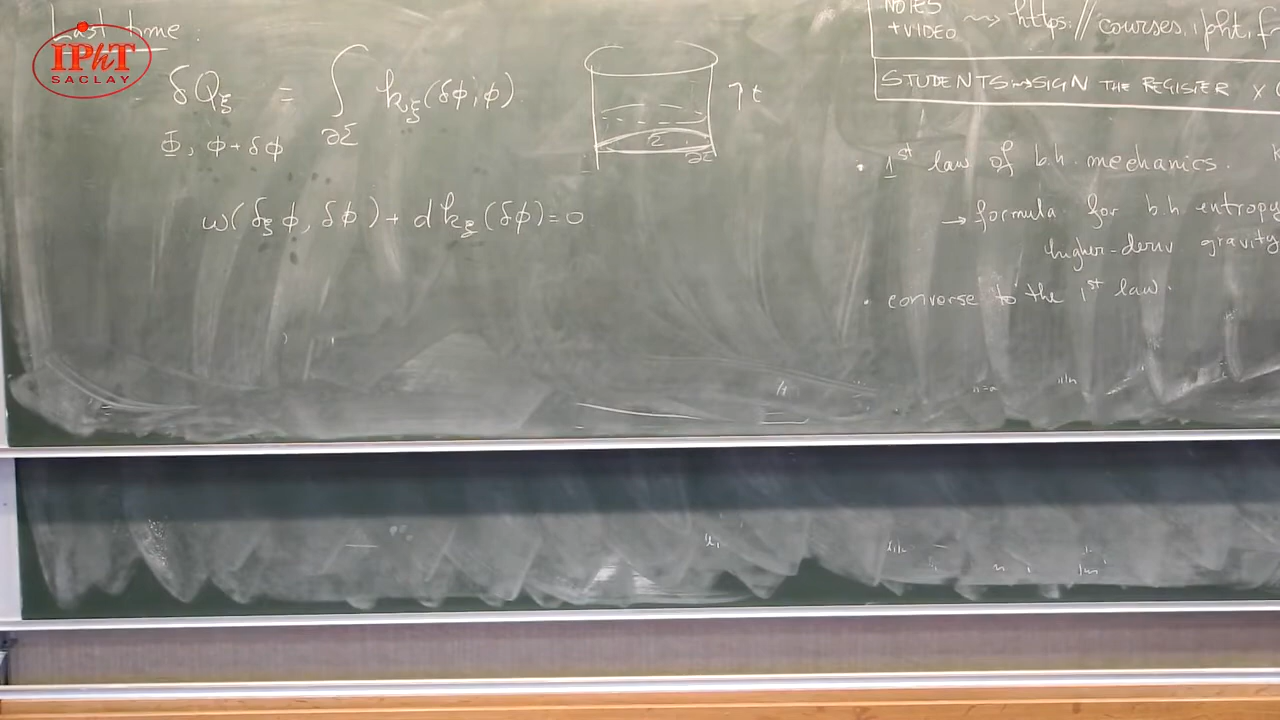 Last time:
IPhT
SACLAY
δQ_ξ = ∫_∂Σ k_ξ(δϕ; ϕ)
Φ, ϕ+δϕ
Σ
∂Σ
↑t
ω(δ_ξ ϕ, δϕ) + d k_ξ (δϕ) = 0
NOTES
+VIDEO ⟿ https://courses.ipht.f
STUDENTS ⟿ SIGN THE REGISTER X
• 1st law of b.h. mechanics.
→ formula for b.h entropy
higher-deriv gravity
• converse to the 1st law.